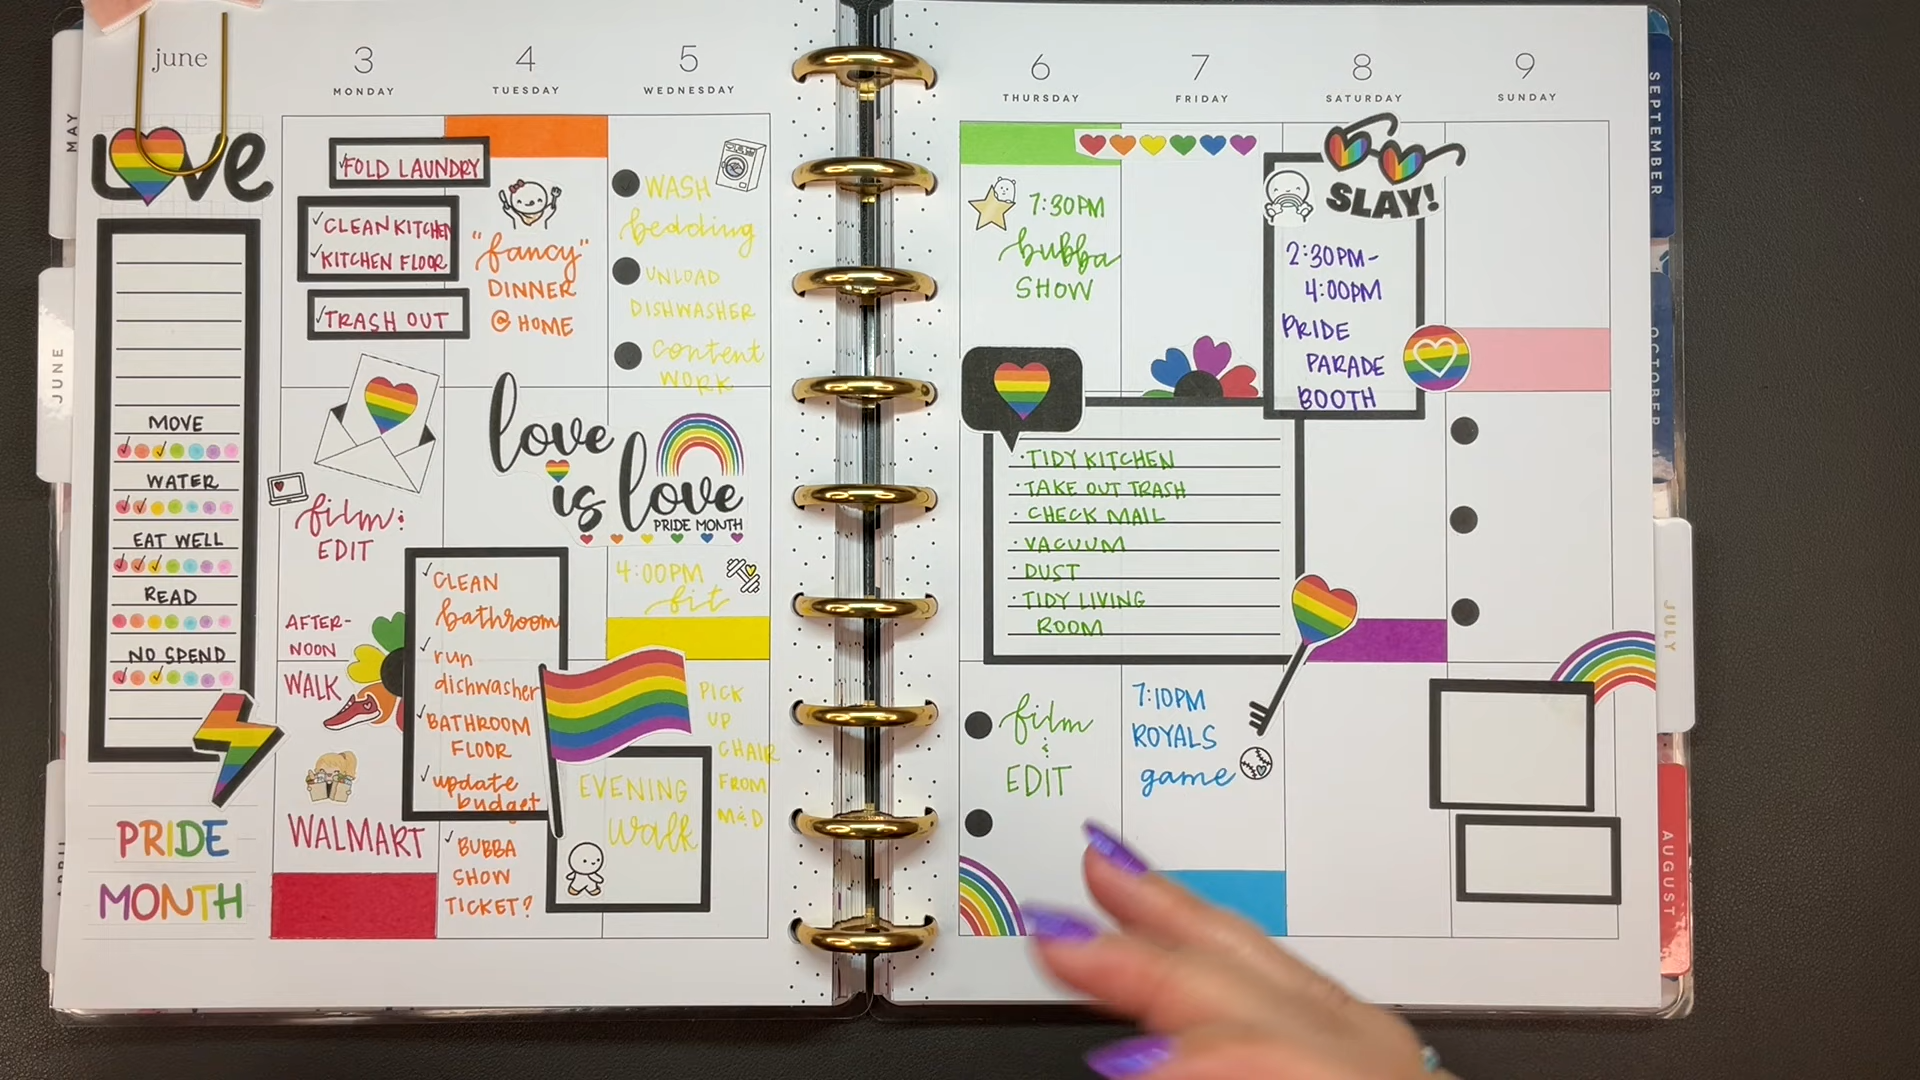 june
3
MONDAY
4
TUESDAY
5
WEDNESDAY
6
THURSDAY
7
FRIDAY
8
SATURDAY
9
SUNDAY
MAY
JUNE
APRIL
SEPTEMBER
OCTOBER
JULY
AUGUST
Love
MOVE
WATER
EAT WELL
READ
NO SPEND
PRIDE
MONTH
FOLD LAUNDRY
CLEAN KITCHEN
KITCHEN FLOOR
TRASH OUT
film &
EDIT
AFTER-
NOON
WALK
WALMART
"fancy"
DINNER
@ HOME
love
is love
PRIDE MONTH
CLEAN
bathroom
run
dishwasher
BATHROOM
FLOOR
update
budget
BUBBA
SHOW
TICKET?
WASH
bedding
UNLOAD
DISHWASHER
content
WORK
4:00PM
fit
PICK
UP
CHAIR
FROM
M&D
EVENING
walk
7:30PM
bubba
SHOW
TIDY KITCHEN
TAKE OUT TRASH
CHECK MAIL
VACUUM
DUST
TIDY LIVING
ROOM
film
&
EDIT
7:10PM
ROYALS
game
SLAY!
2:30PM-
4:00PM
PRIDE
PARADE
BOOTH